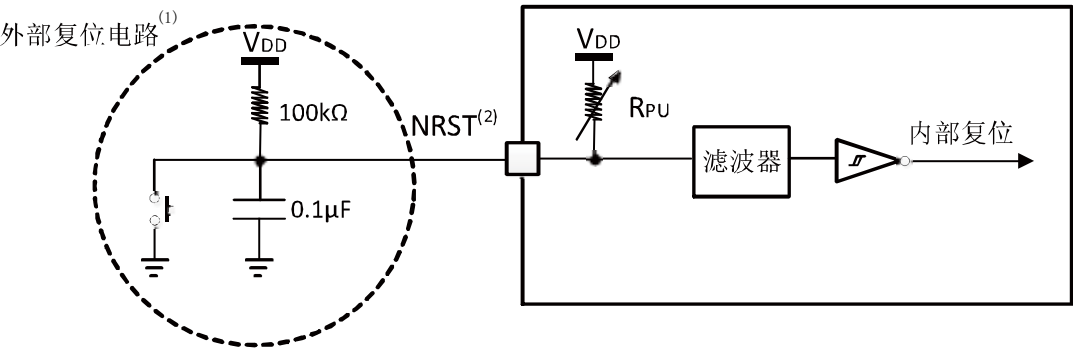 外部复位电路(1)
VDD
100kΩ
0.1μF
NRST(2)
VDD
RPU
滤波器
内部复位